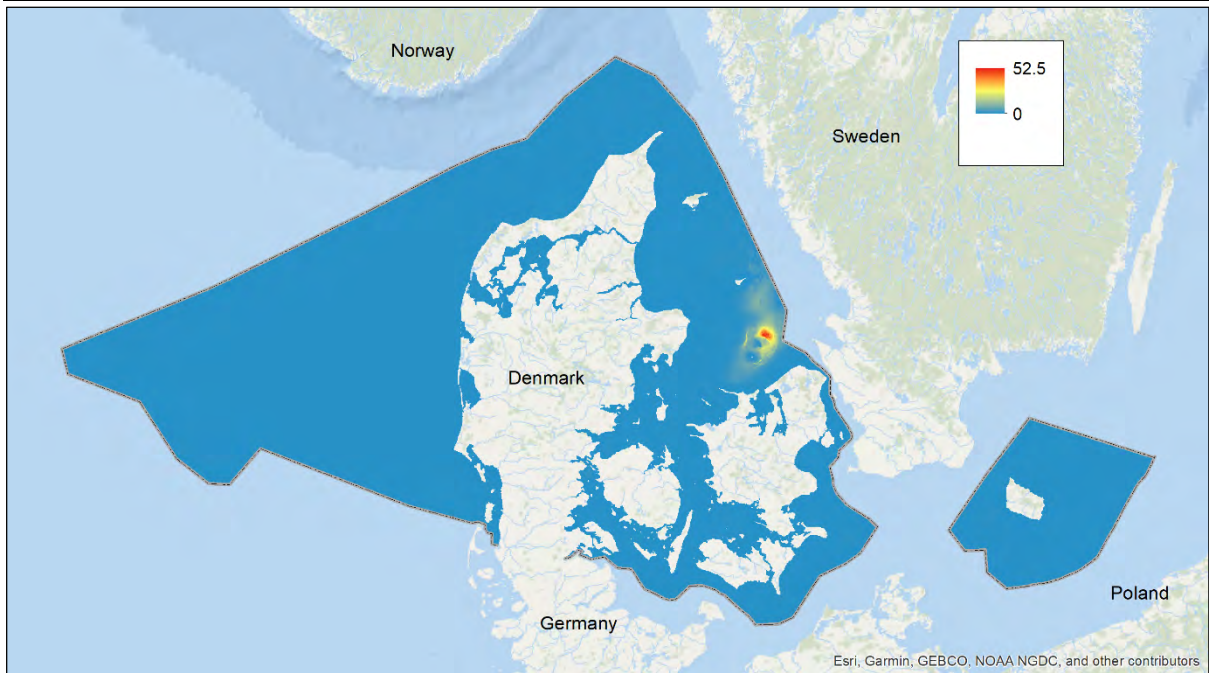 Norway
52.5
0
Sweden
Denmark
Poland
Germany
Esri, Garmin, GEBCO, NOAA NGDC, and other contributors